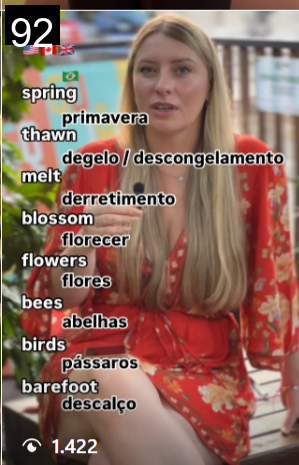 92
spring
primavera
thawn
degelo / descongelamento
melt
derretimento
blossom
florecer
flowers
flores
bees
abelhas
birds
pássaros
barefoot
descalço
1.422